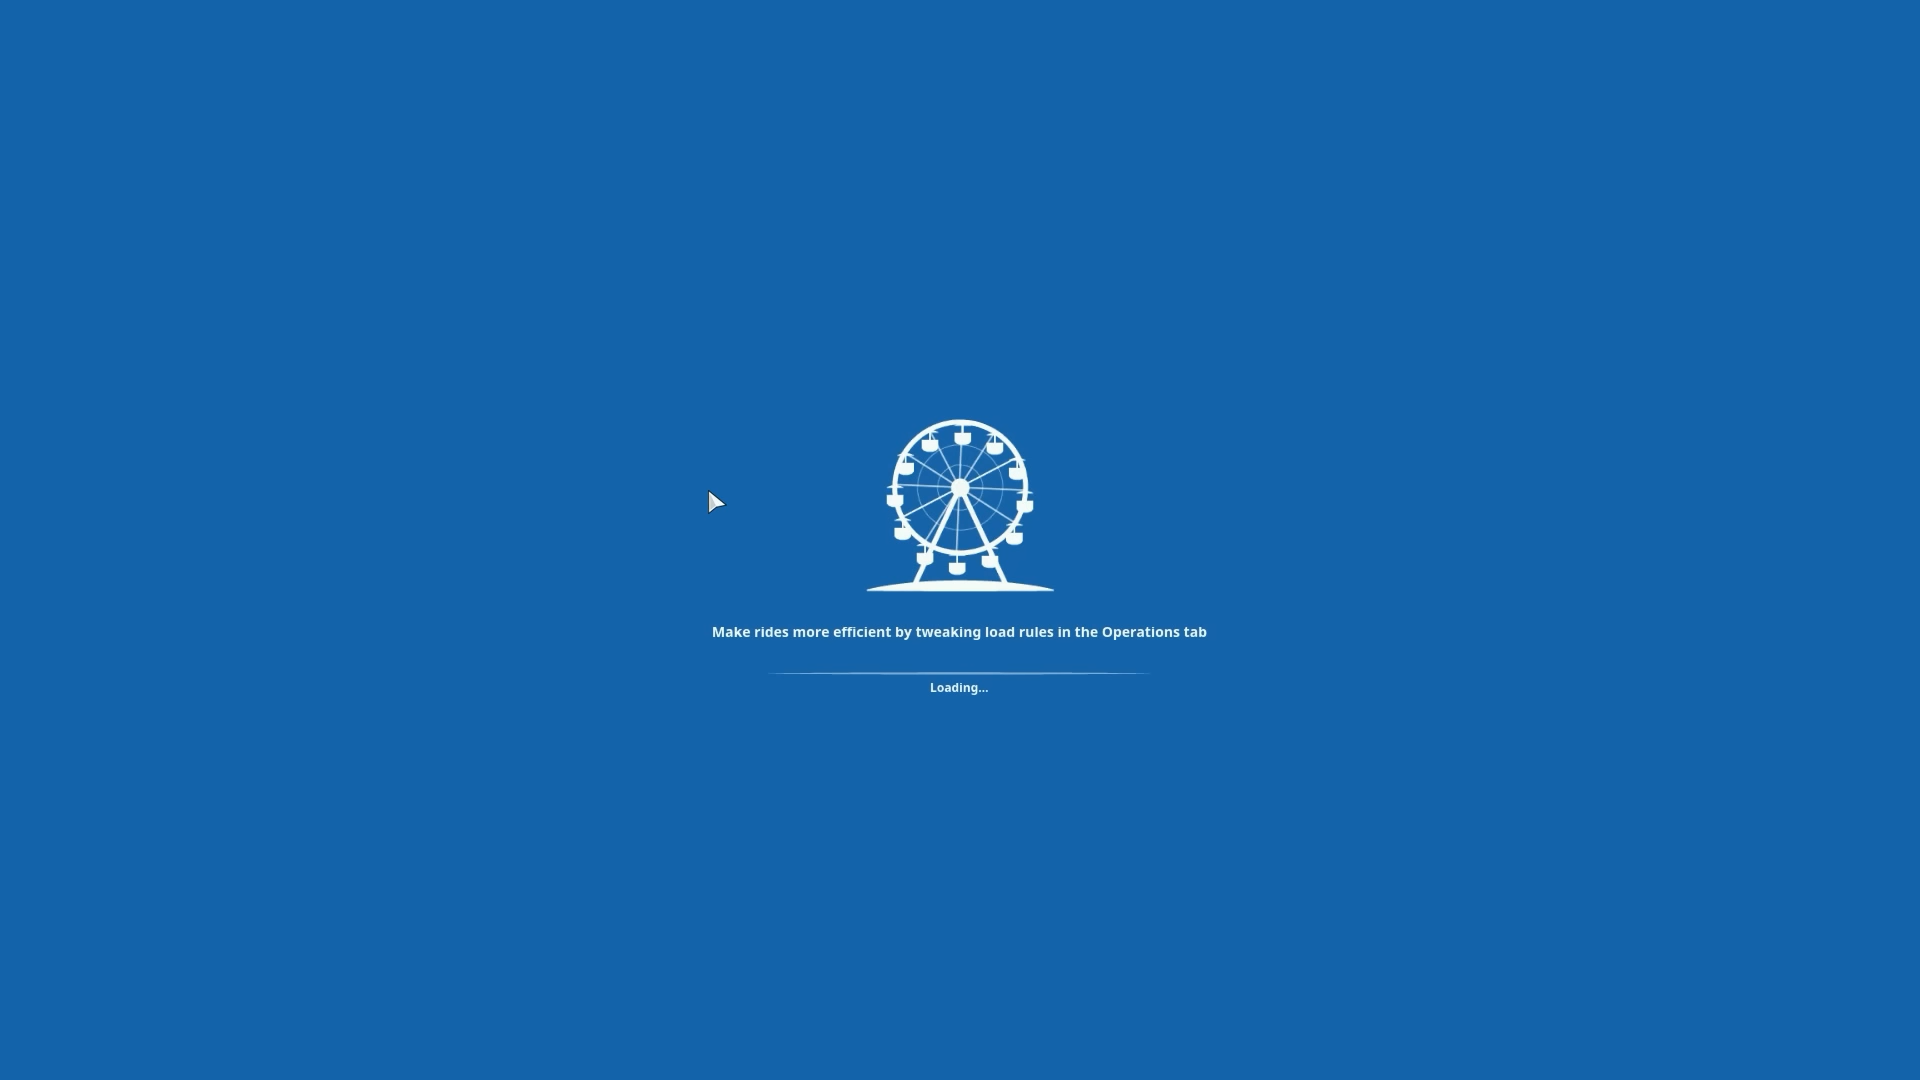 Make rides more efficient by tweaking load rules in the Operations tab
Loading...